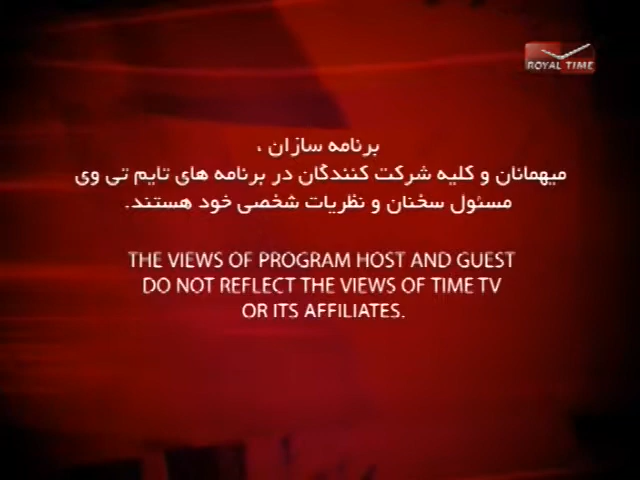 ROYAL TIME
برنامه سازان ،
میهمانان و کلیه شرکت کنندگان در برنامه های تایم تی وی
مسئول سخنان و نظریات شخصی خود هستند.
THE VIEWS OF PROGRAM HOST AND GUEST
DO NOT REFLECT THE VIEWS OF TIME TV
OR ITS AFFILIATES.